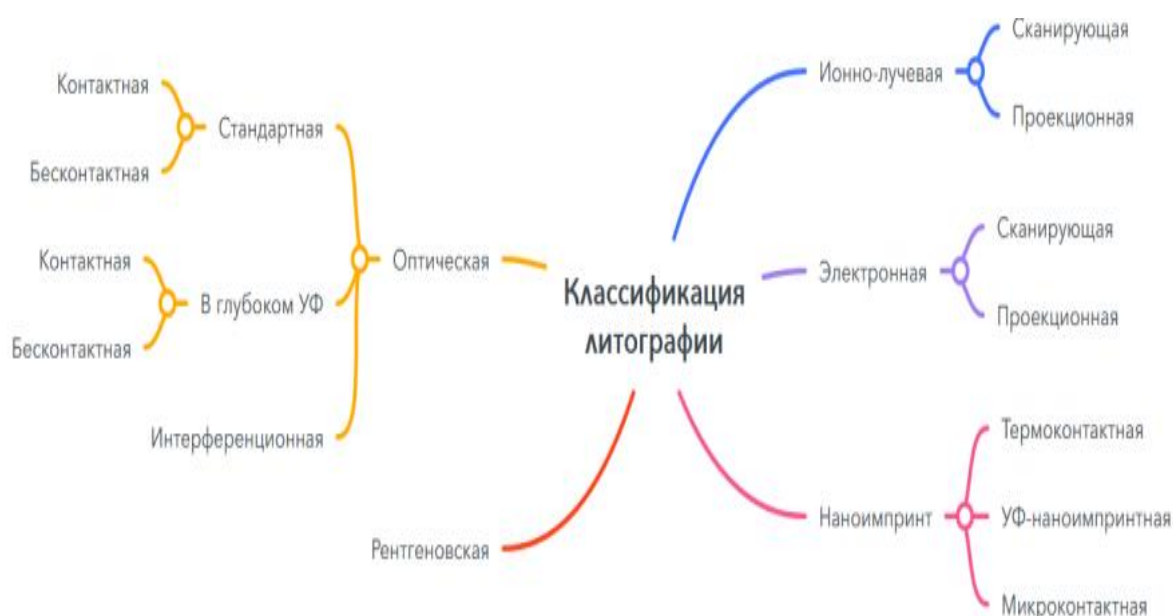 Сканирующая
Ионно-лучевая
Проекционная
Контактная
Стандартная
Бесконтактная
Сканирующая
Электронная
Проекционная
Контактная
Оптическая
В глубоком УФ
Бесконтактная
Классификация
литографии
Интерференционная
Рентгеновская
Термоконтактная
Наноимпринт
УФ-наноимпринтная
Микроконтактная